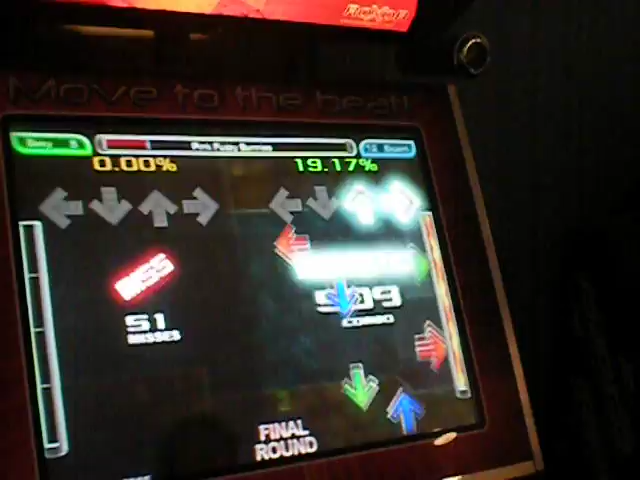 Move to the beat!!
Pink Fuzzy Bunnies
0.00%
19.17%
MISS
51
MISSES
509
COMBO
FINAL
ROUND